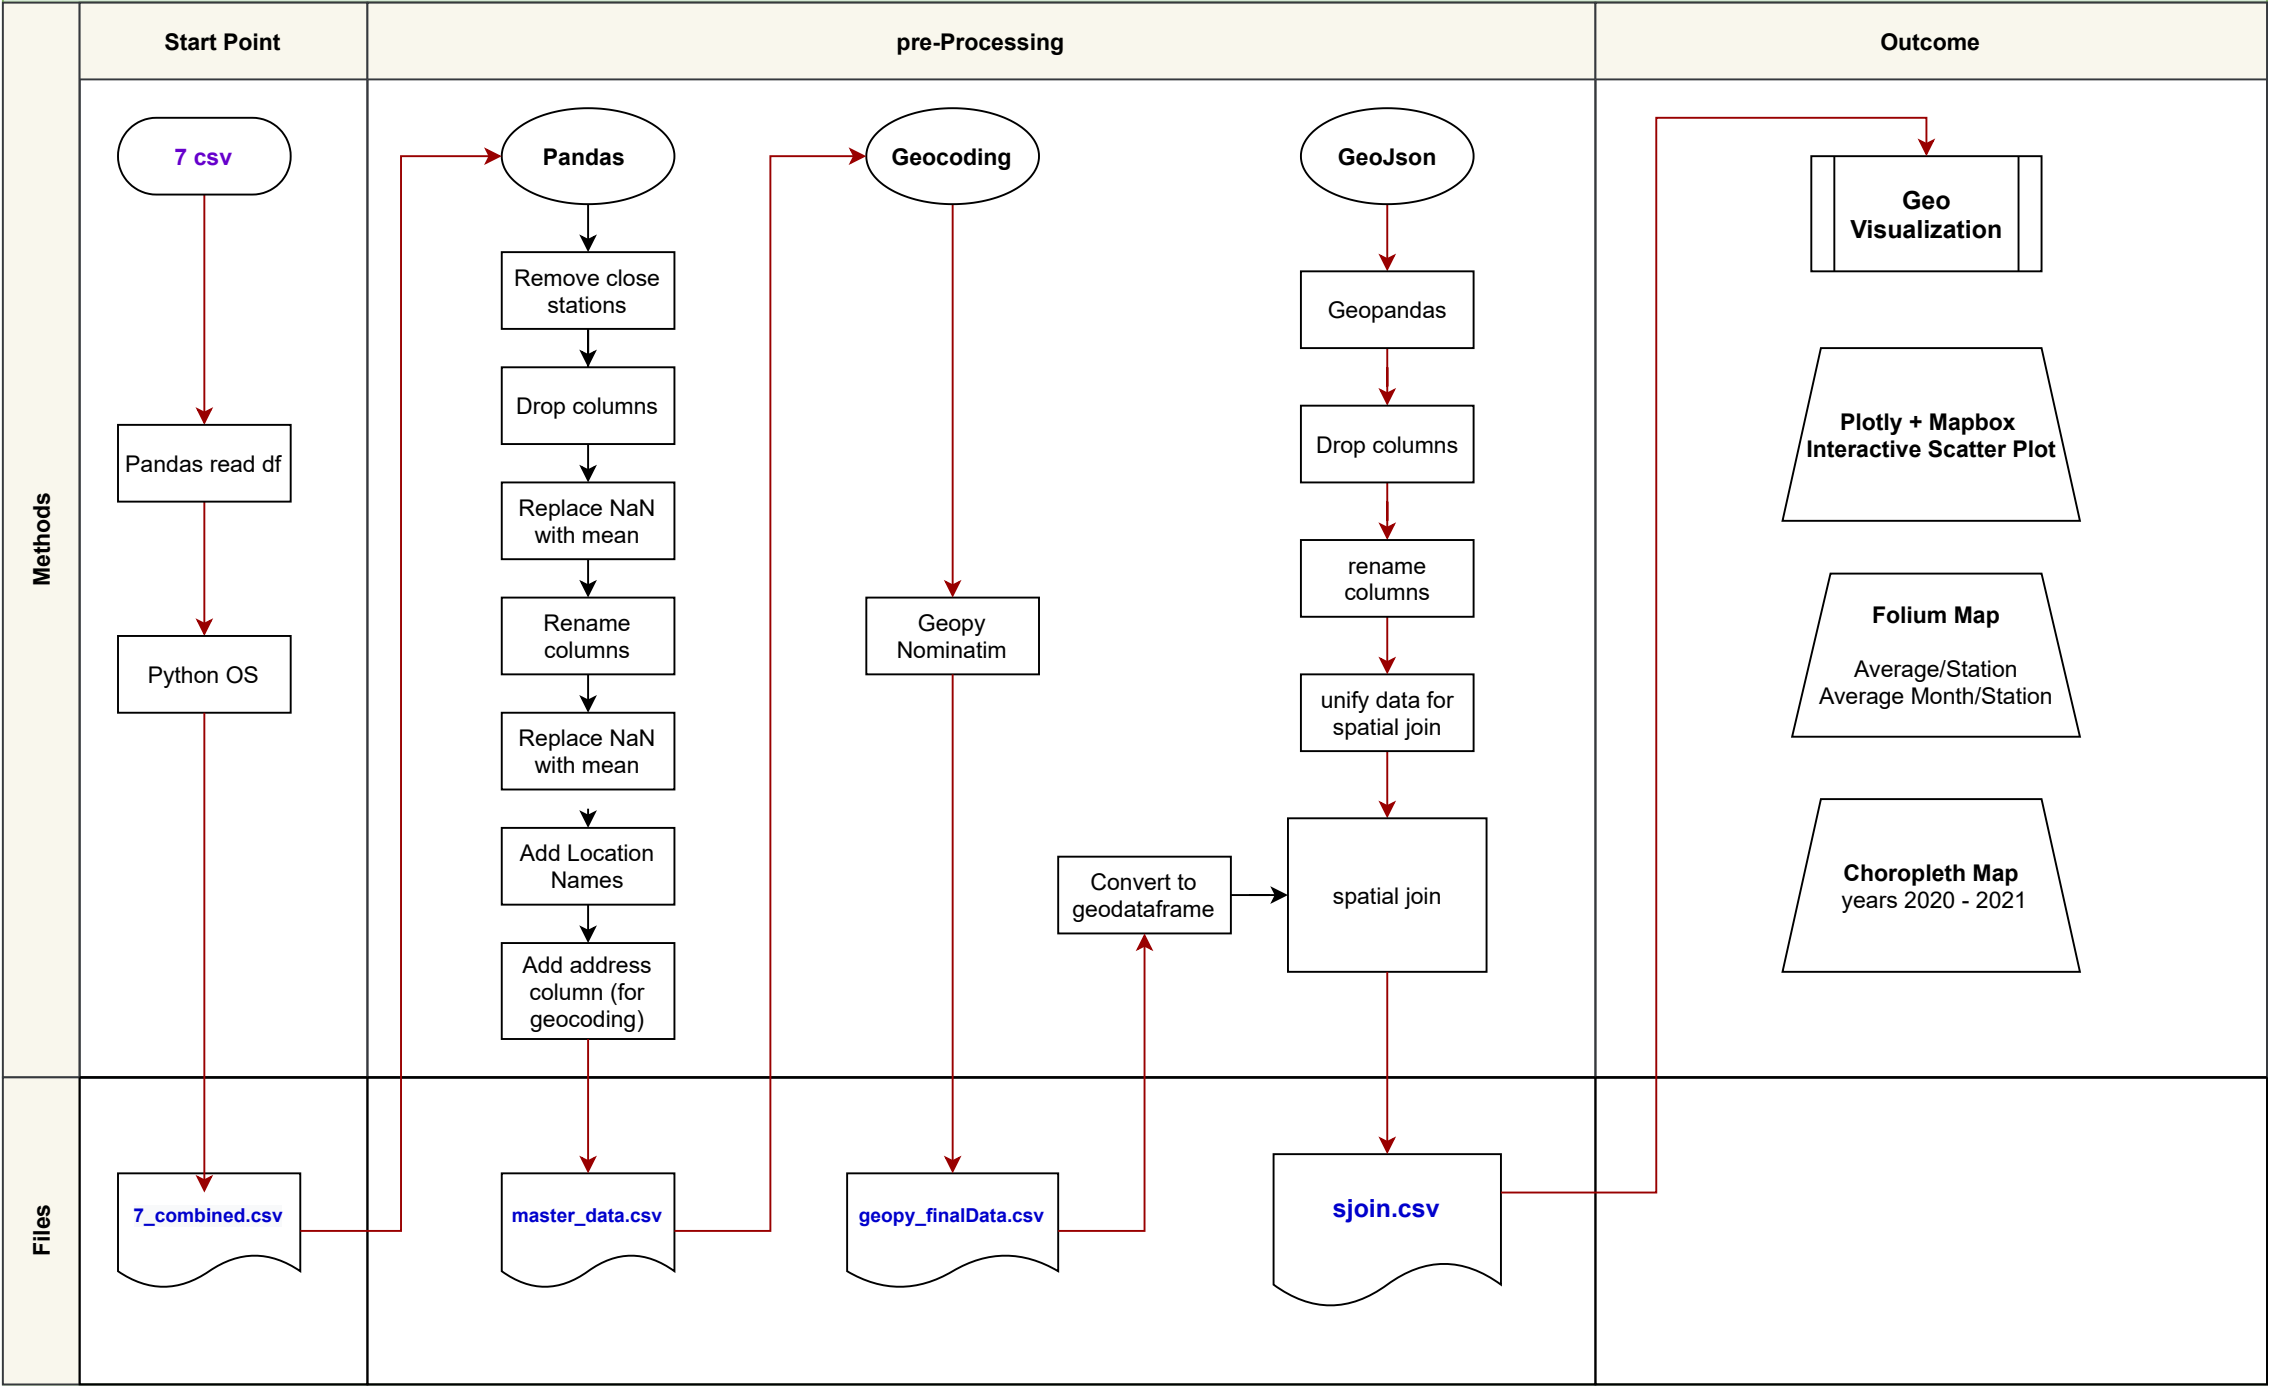 Start Point
pre-Processing
Outcome
Methods
7 csv
Pandas read df
Python OS
Pandas
Remove close
stations
Drop columns
Replace NaN
with mean
Rename
columns
Replace NaN
with mean
Add Location
Names
Add address
column (for
geocoding)
Geocoding
Geopy
Nominatim
Convert to
geodataframe
GeoJson
Geopandas
Drop columns
rename
columns
unify data for
spatial join
spatial join
Geo
Visualization
Plotly + Mapbox
Interactive Scatter Plot
Folium Map
Average/Station
Average Month/Station
Choropleth Map
years 2020 - 2021
Files
7_combined.csv
master_data.csv
geopy_finalData.csv
sjoin.csv